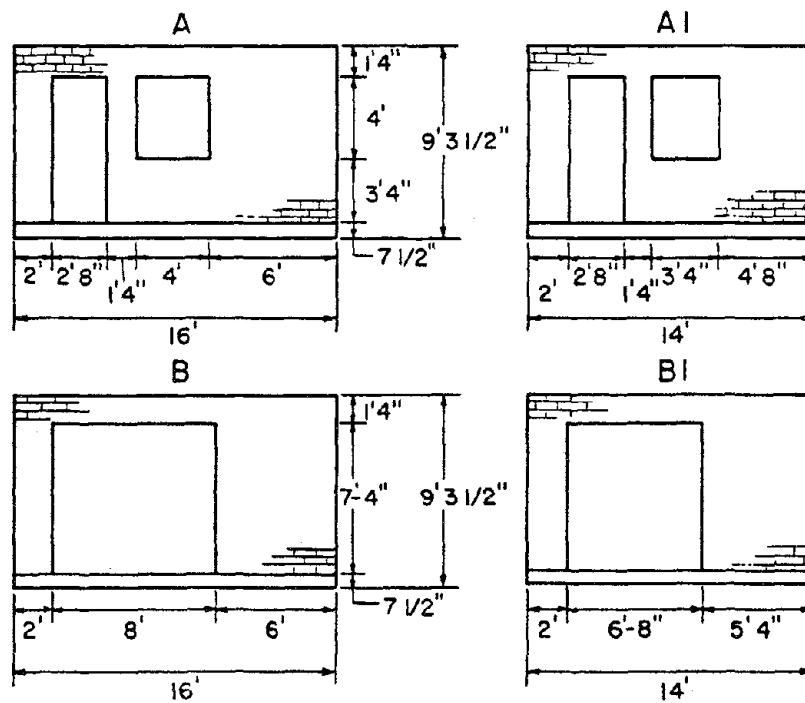 A
A1
1'4"
4'
9' 3 1/2"
3'4"
7 1/2"
2' 2'8" 1'4" 4' 6'
16'
2' 2'8" 1'4" 3'4" 4'8"
14'
B
B1
1'4"
7-4"
9' 3 1/2"
7 1/2"
2' 8' 6'
16'
2' 6'-8" 5'4"
14'